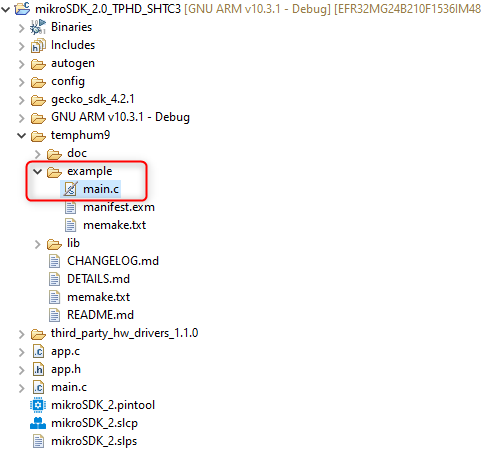 mikroSDK_2.0_TPHD_SHTC3 [GNU ARM v10.3.1 - Debug] [EFR32MG24B210F1536IM48
Binaries
Includes
autogen
config
gecko_sdk_4.2.1
GNU ARM v10.3.1 - Debug
temphum9
doc
example
main.c
manifest.exm
memake.txt
lib
CHANGELOG.md
DETAILS.md
memake.txt
README.md
third_party_hw_drivers_1.1.0
app.c
app.h
main.c
mikroSDK_2.pintool
mikroSDK_2.slcp
mikroSDK_2.slps